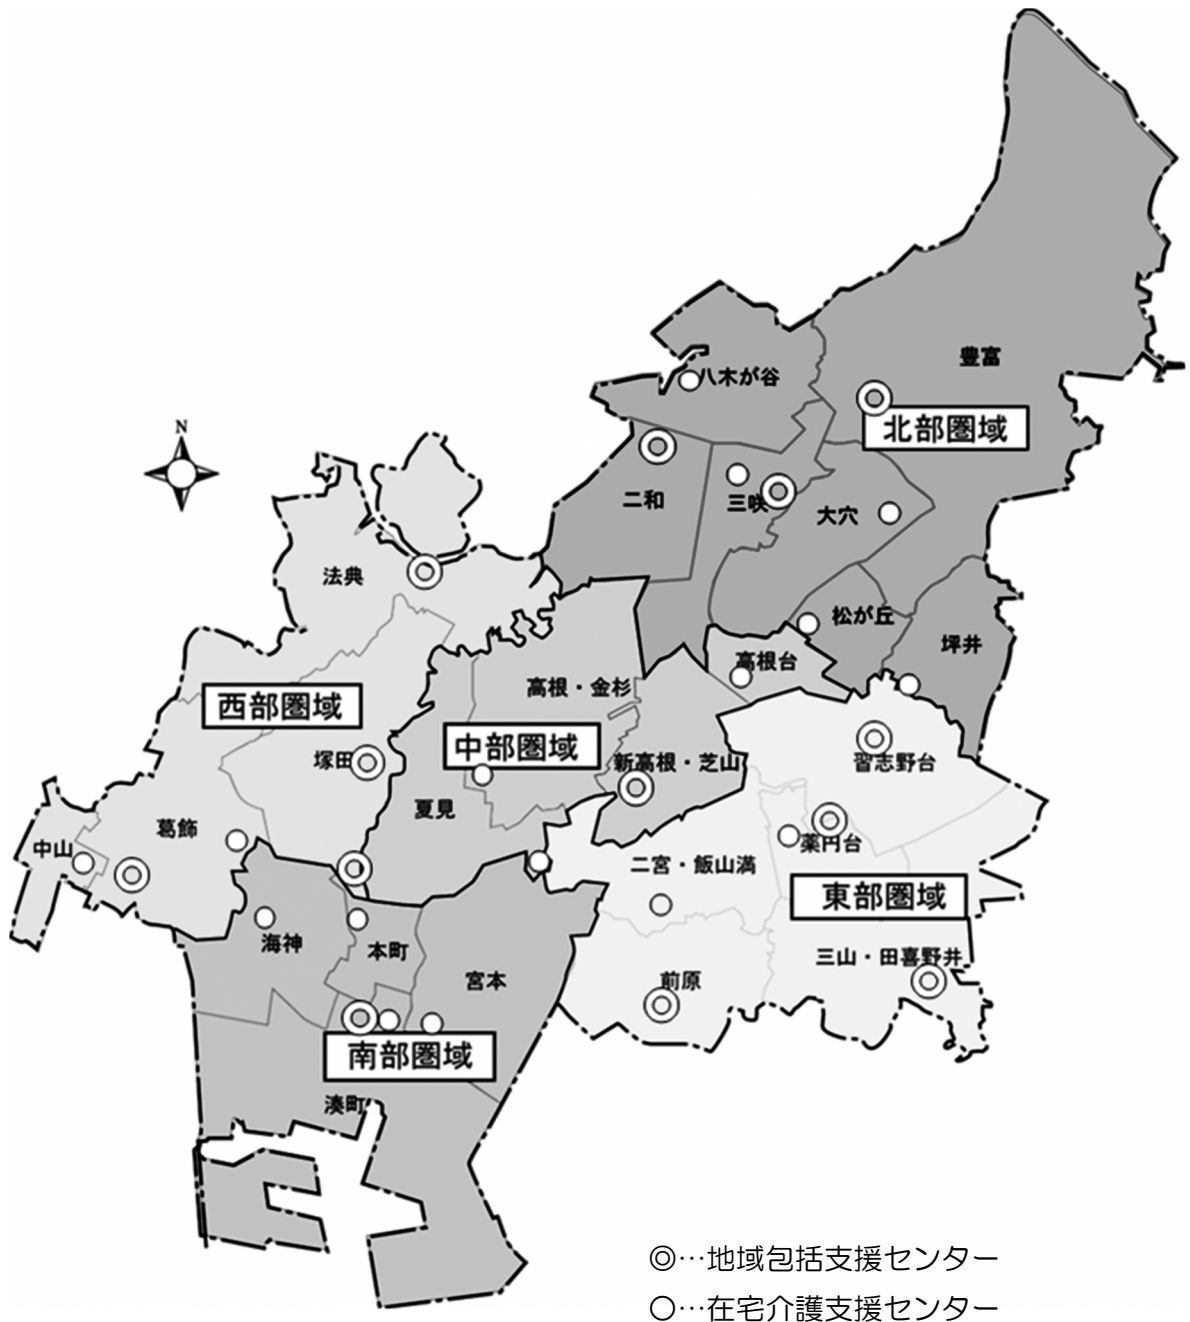 豊富
八木が谷
北部圏域
N
二和
三咲
大穴
法典
松が丘
坪井
高根台
高根・金杉
西部圏域
中部圏域
塚田
新高根・芝山
習志野台
夏見
葛飾
中山
薬円台
二宮・飯山満
東部圏域
海神
本町
三山・田喜野井
宮本
前原
南部圏域
湊町
◎…地域包括支援センター
○…在宅介護支援センター